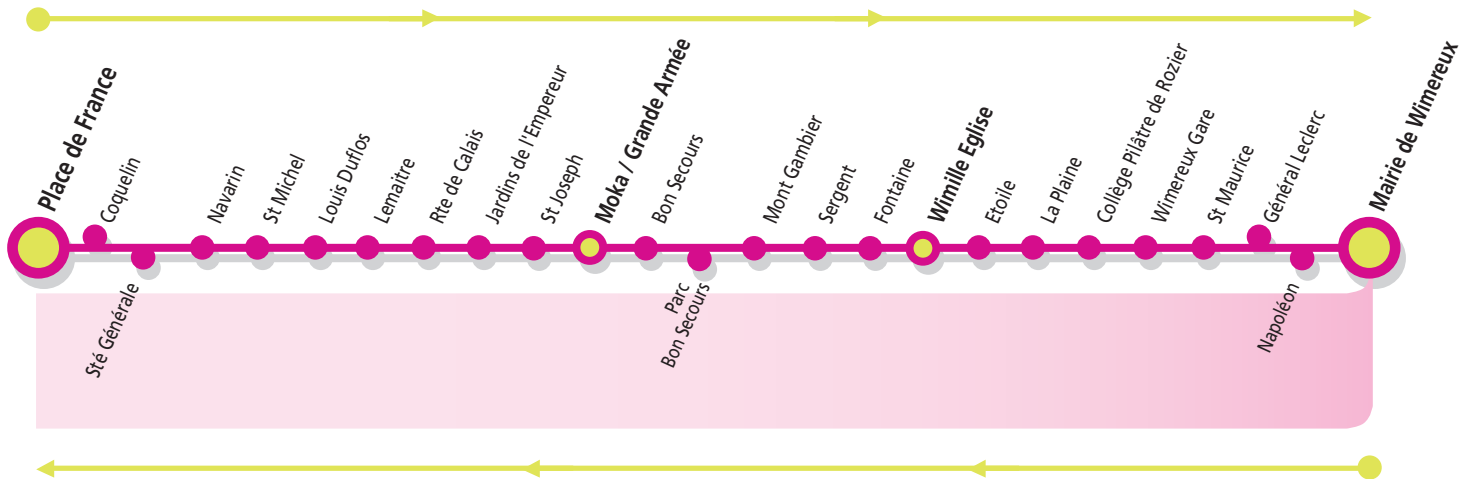 Place de France
Coquelin
Sté Générale
Navarin
St Michel
Louis Duflos
Lemaitre
Rte de Calais
Jardins de l'Empereur
St Joseph
Moka / Grande Armée
Bon Secours
Parc
Bon Secours
Mont Gambier
Sergent
Fontaine
Wimille Eglise
Etoile
La Plaine
Collège Pilâtre de Rozier
Wimereux Gare
St Maurice
Général Leclerc
Napoléon
Mairie de Wimereux